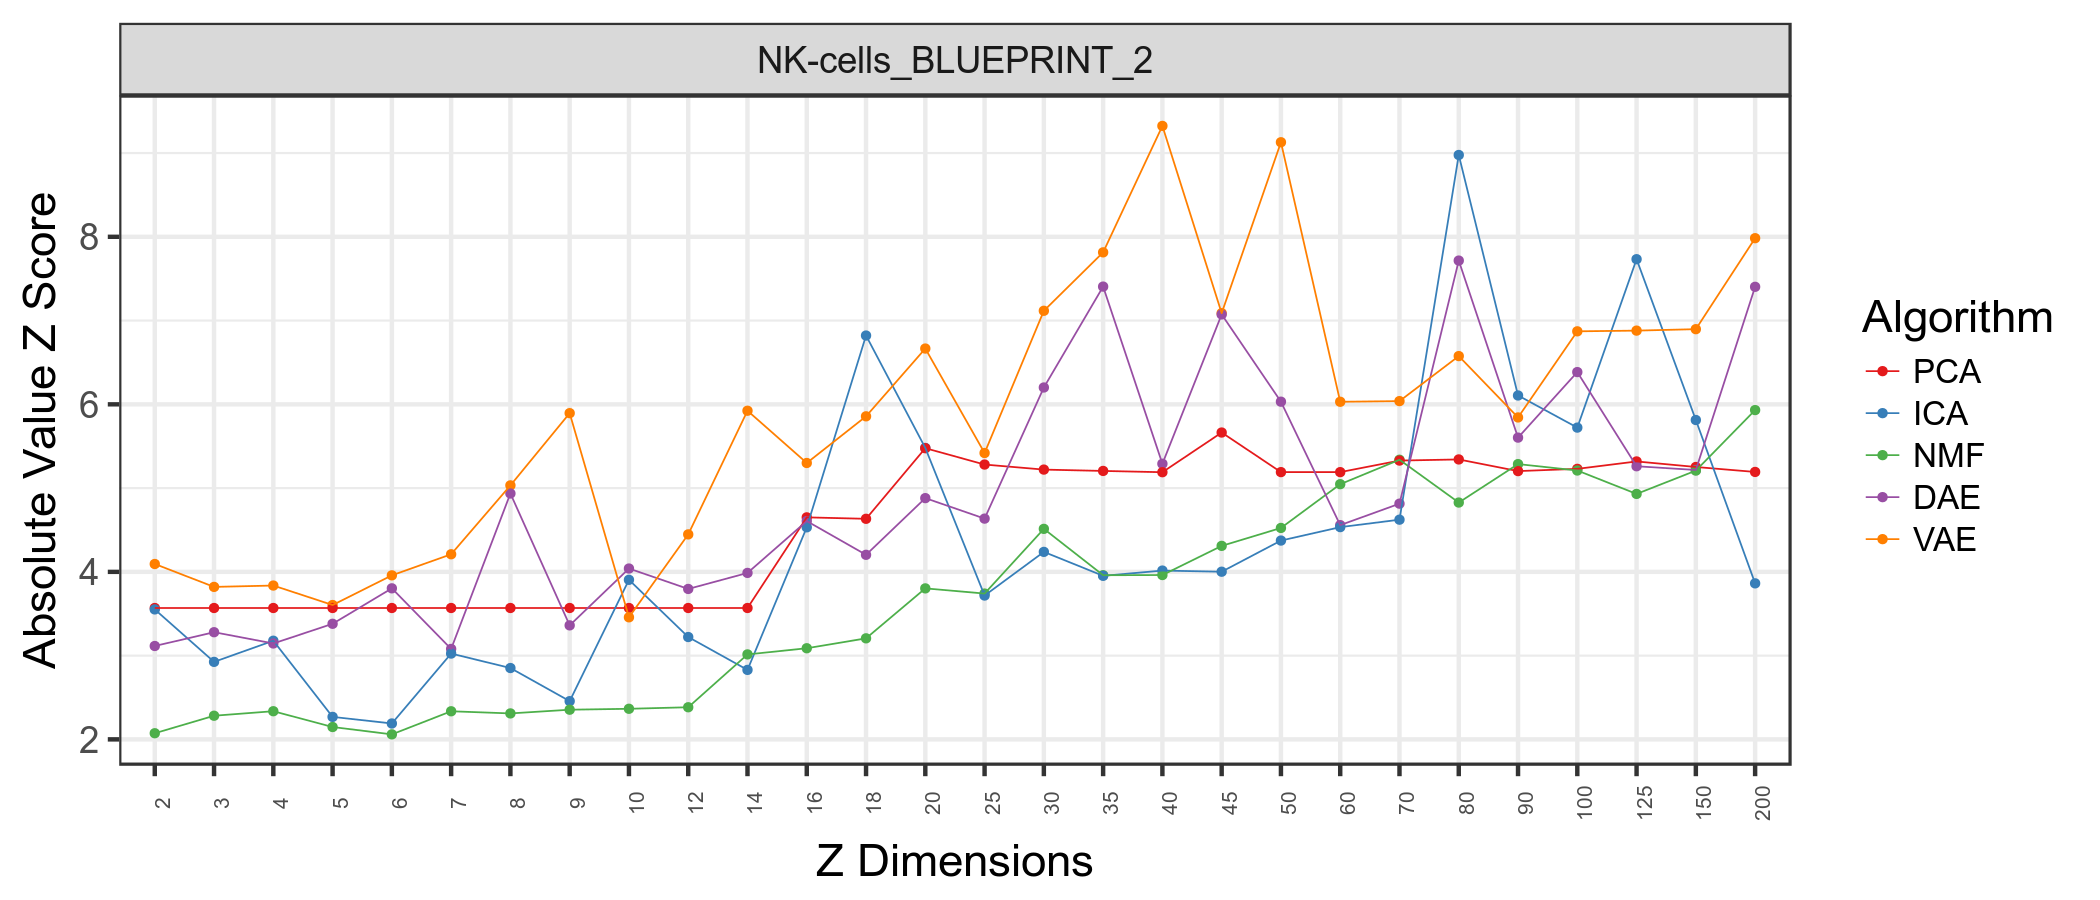 NK-cells_BLUEPRINT_2
Absolute Value Z Score
8
6
4
2
2 3 4 5 6 7 8 9 10 12 14 16 18 20 25 30 35 40 45 50 60 70 80 90 100 125 150 200
Z Dimensions
Algorithm
PCA
ICA
NMF
DAE
VAE